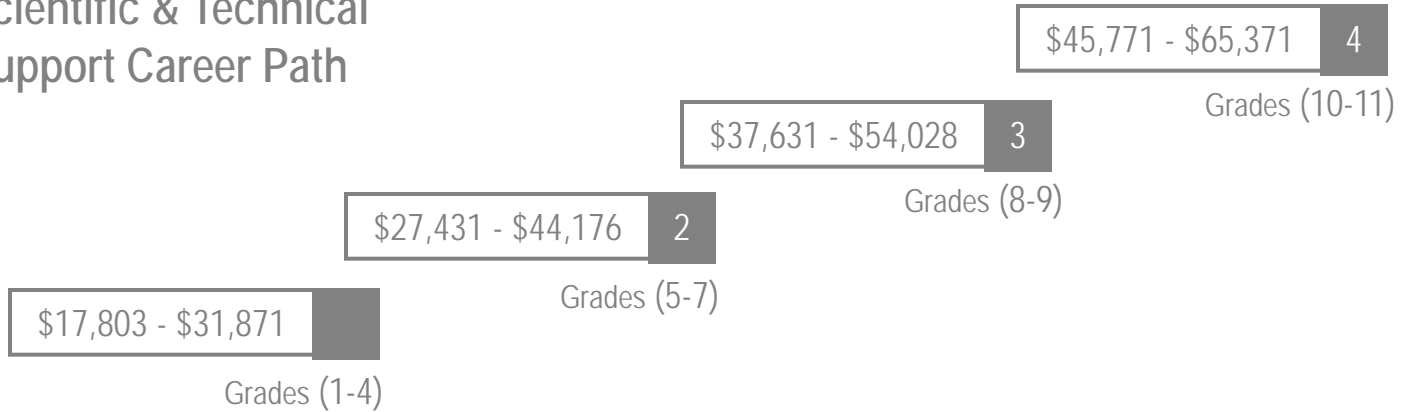 cientific & Technical
upport Career Path
$45,771 - $65,371 4
Grades (10-11)
$37,631 - $54,028 3
Grades (8-9)
$27,431 - $44,176 2
Grades (5-7)
$17,803 - $31,871
Grades (1-4)